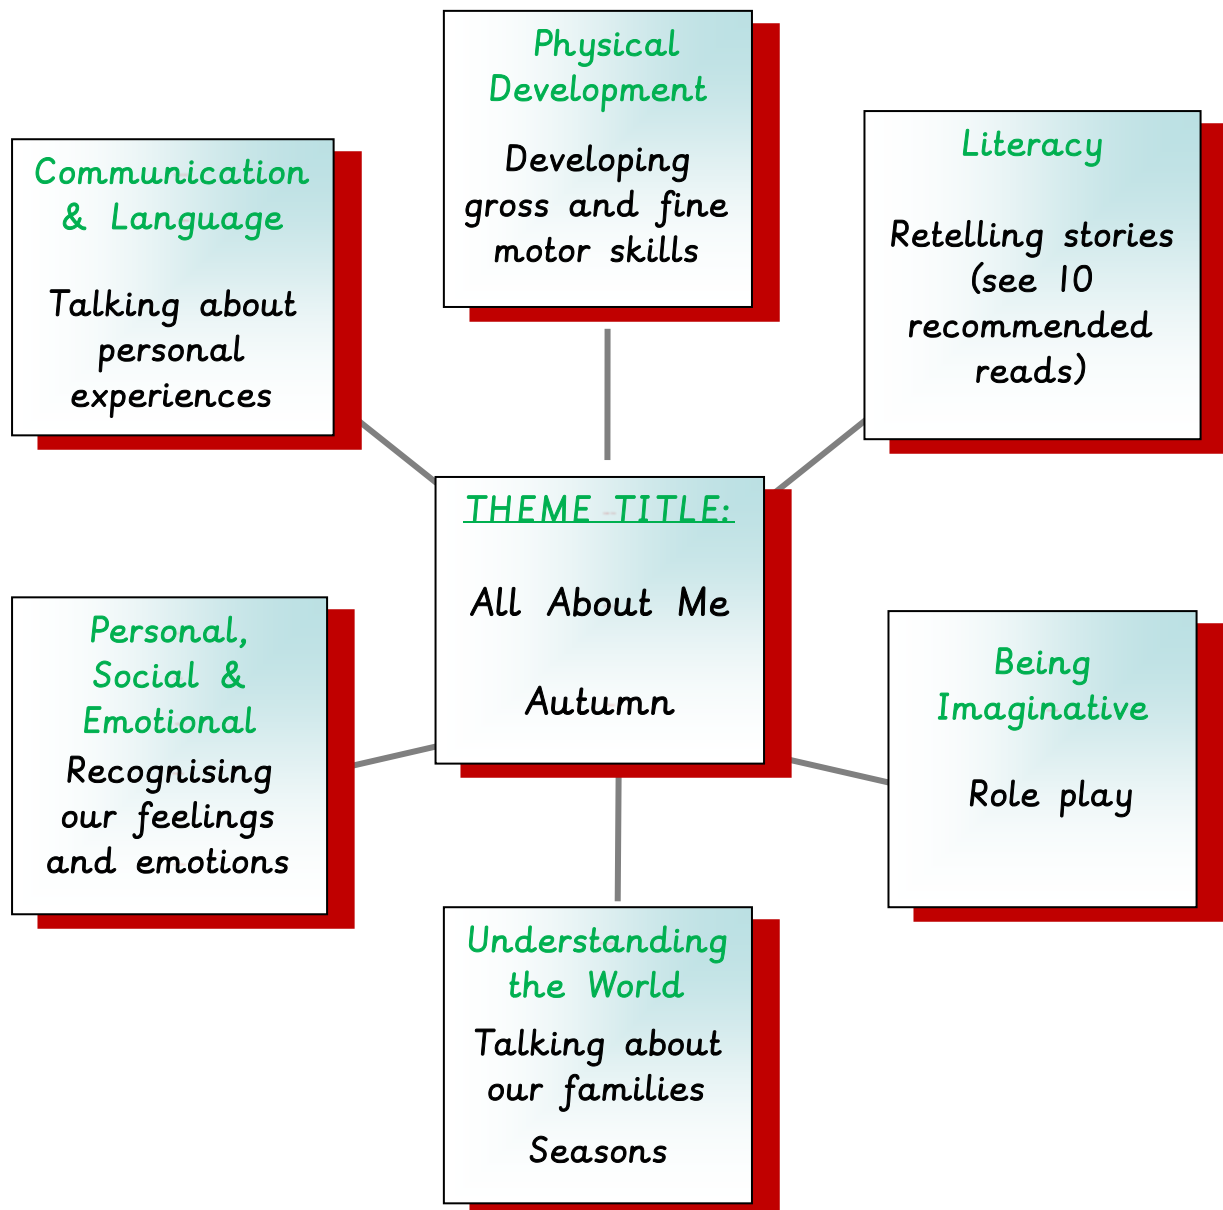 Physical
Development
Developing
gross and fine
motor skills
Communication
& Language
Talking about
personal
experiences
Literacy
Retelling stories
(see 10
recommended
reads)
THEME TITLE:
All About Me
Autumn
Personal,
Social &
Emotional
Recognising
our feelings
and emotions
Being
Imaginative
Role play
Understanding
the World
Talking about
our families
Seasons